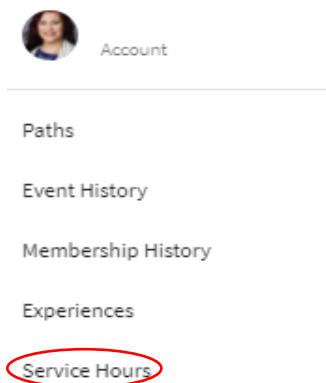 Account
Paths
Event History
Membership History
Experiences
Service Hours